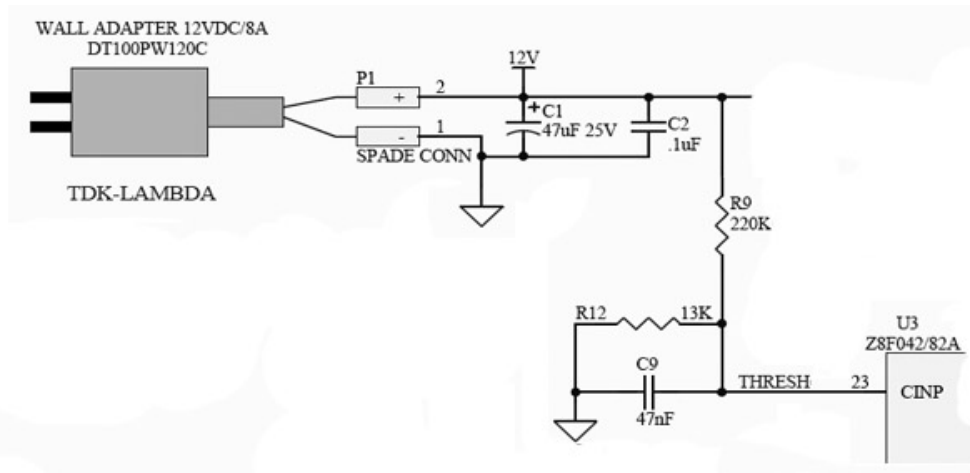 WALL ADAPTER 12VDC/8A
DT100PW120C
TDK-LAMBDA
P1
+
2
-
1
SPADE CONN
12V
+
C1
47uF 25V
C2
.1uF
R9
220K
R12
13K
C9
47nF
THRESH
23
U3
Z8F042/82A
CINP